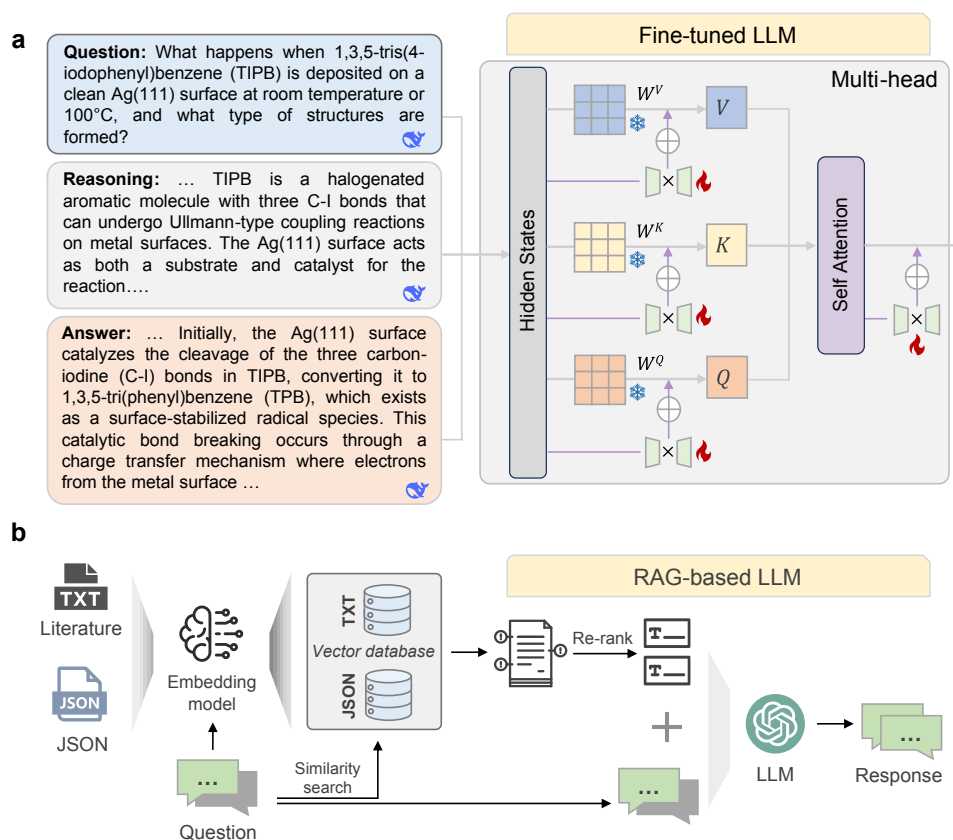 a
Question: What happens when 1,3,5-tris(4-
iodophenyl)benzene (TIPB) is deposited on a
clean Ag(111) surface at room temperature or
100°C, and what type of structures are
formed?
Reasoning: … TIPB is a halogenated
aromatic molecule with three C-I bonds that
can undergo Ullmann-type coupling reactions
on metal surfaces. The Ag(111) surface acts
as both a substrate and catalyst for the
reaction….
Answer: … Initially, the Ag(111) surface
catalyzes the cleavage of the three carbon-
iodine (C-I) bonds in TIPB, converting it to
1,3,5-tri(phenyl)benzene (TPB), which exists
as a surface-stabilized radical species. This
catalytic bond breaking occurs through a
charge transfer mechanism where electrons
from the metal surface …
Fine-tuned LLM
Multi-head
Hidden States
W^V
V
×
W^K
K
×
W^Q
Q
×
Self Attention
×
b
TXT
Literature
JSON
JSON
Embedding
model
TXT
Vector database
JSON
Question
Similarity
search
RAG-based LLM
Re-rank
T
T
+
LLM
Response